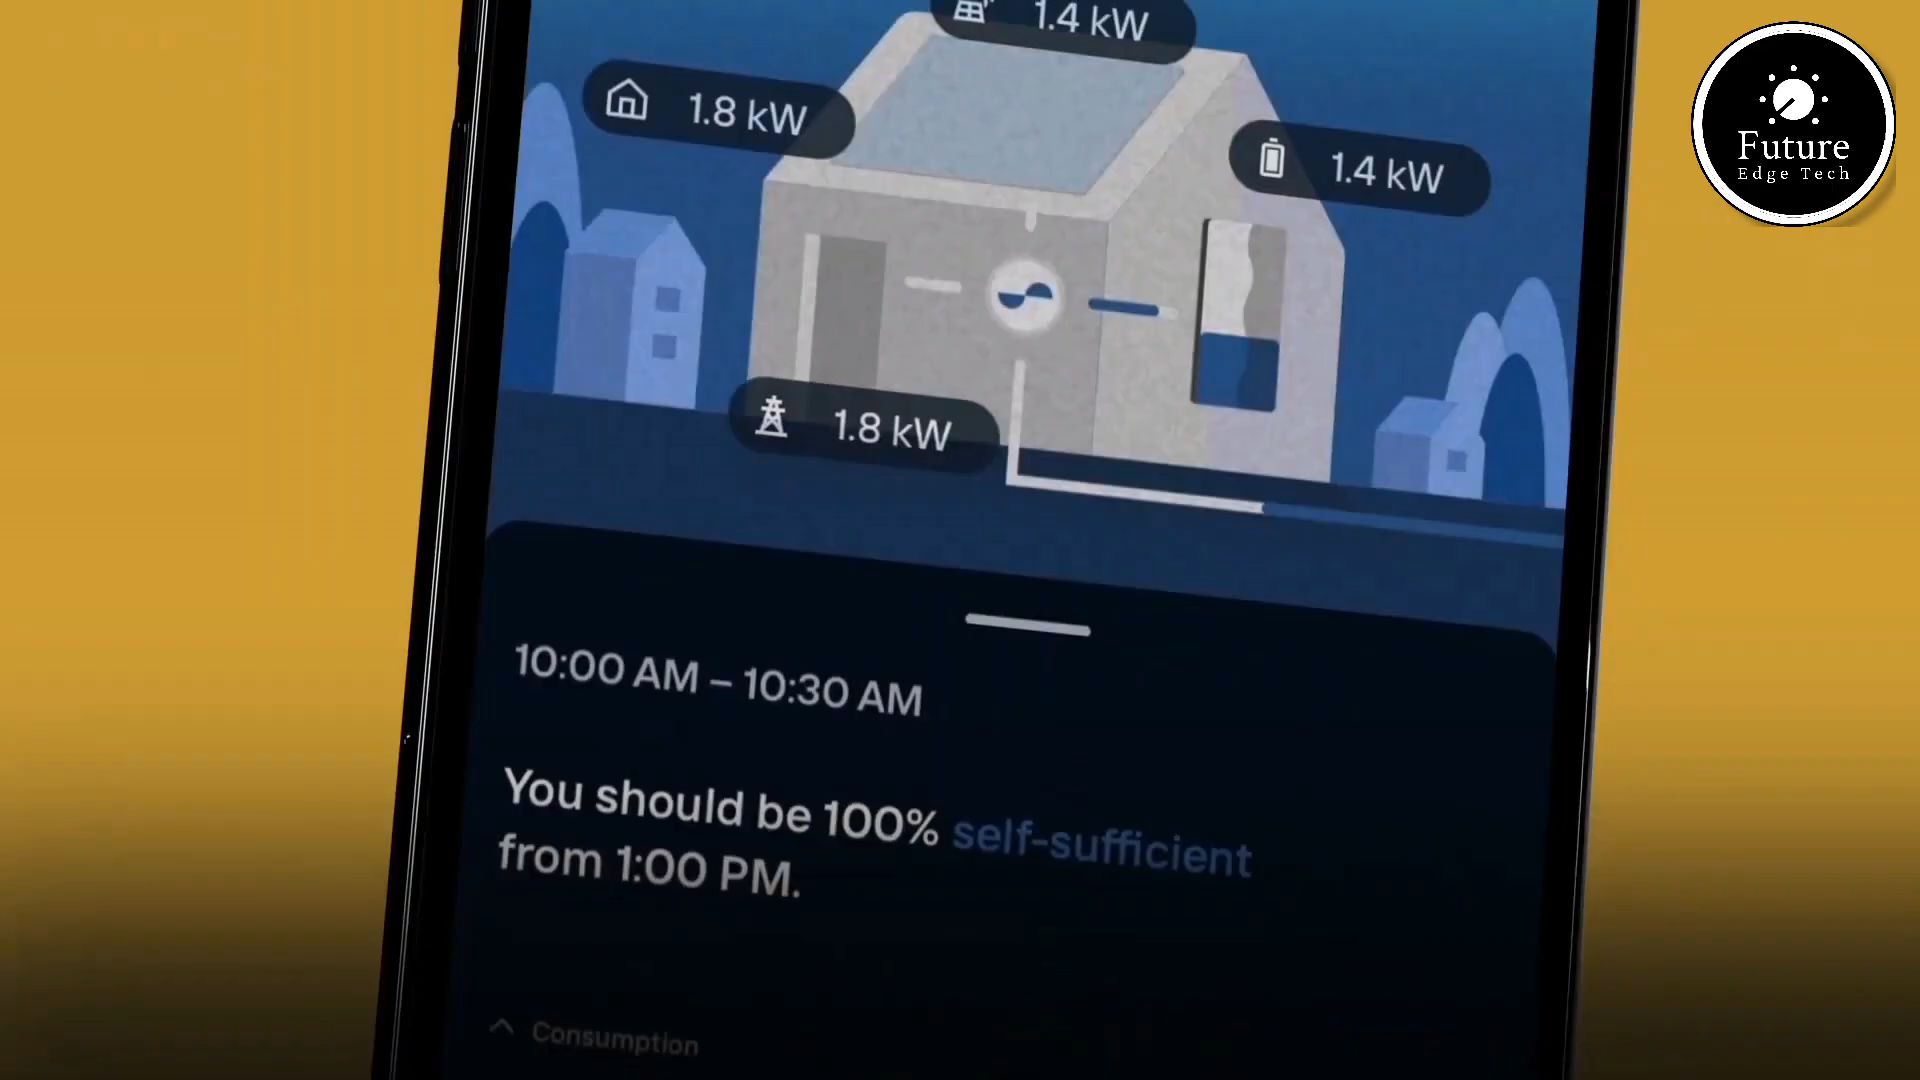 1.4 kW
1.8 kW
1.4 kW
1.8 kW
10:00 AM – 10:30 AM
You should be 100% self-sufficient
from 1:00 PM.
Consumption
Future
Edge Tech